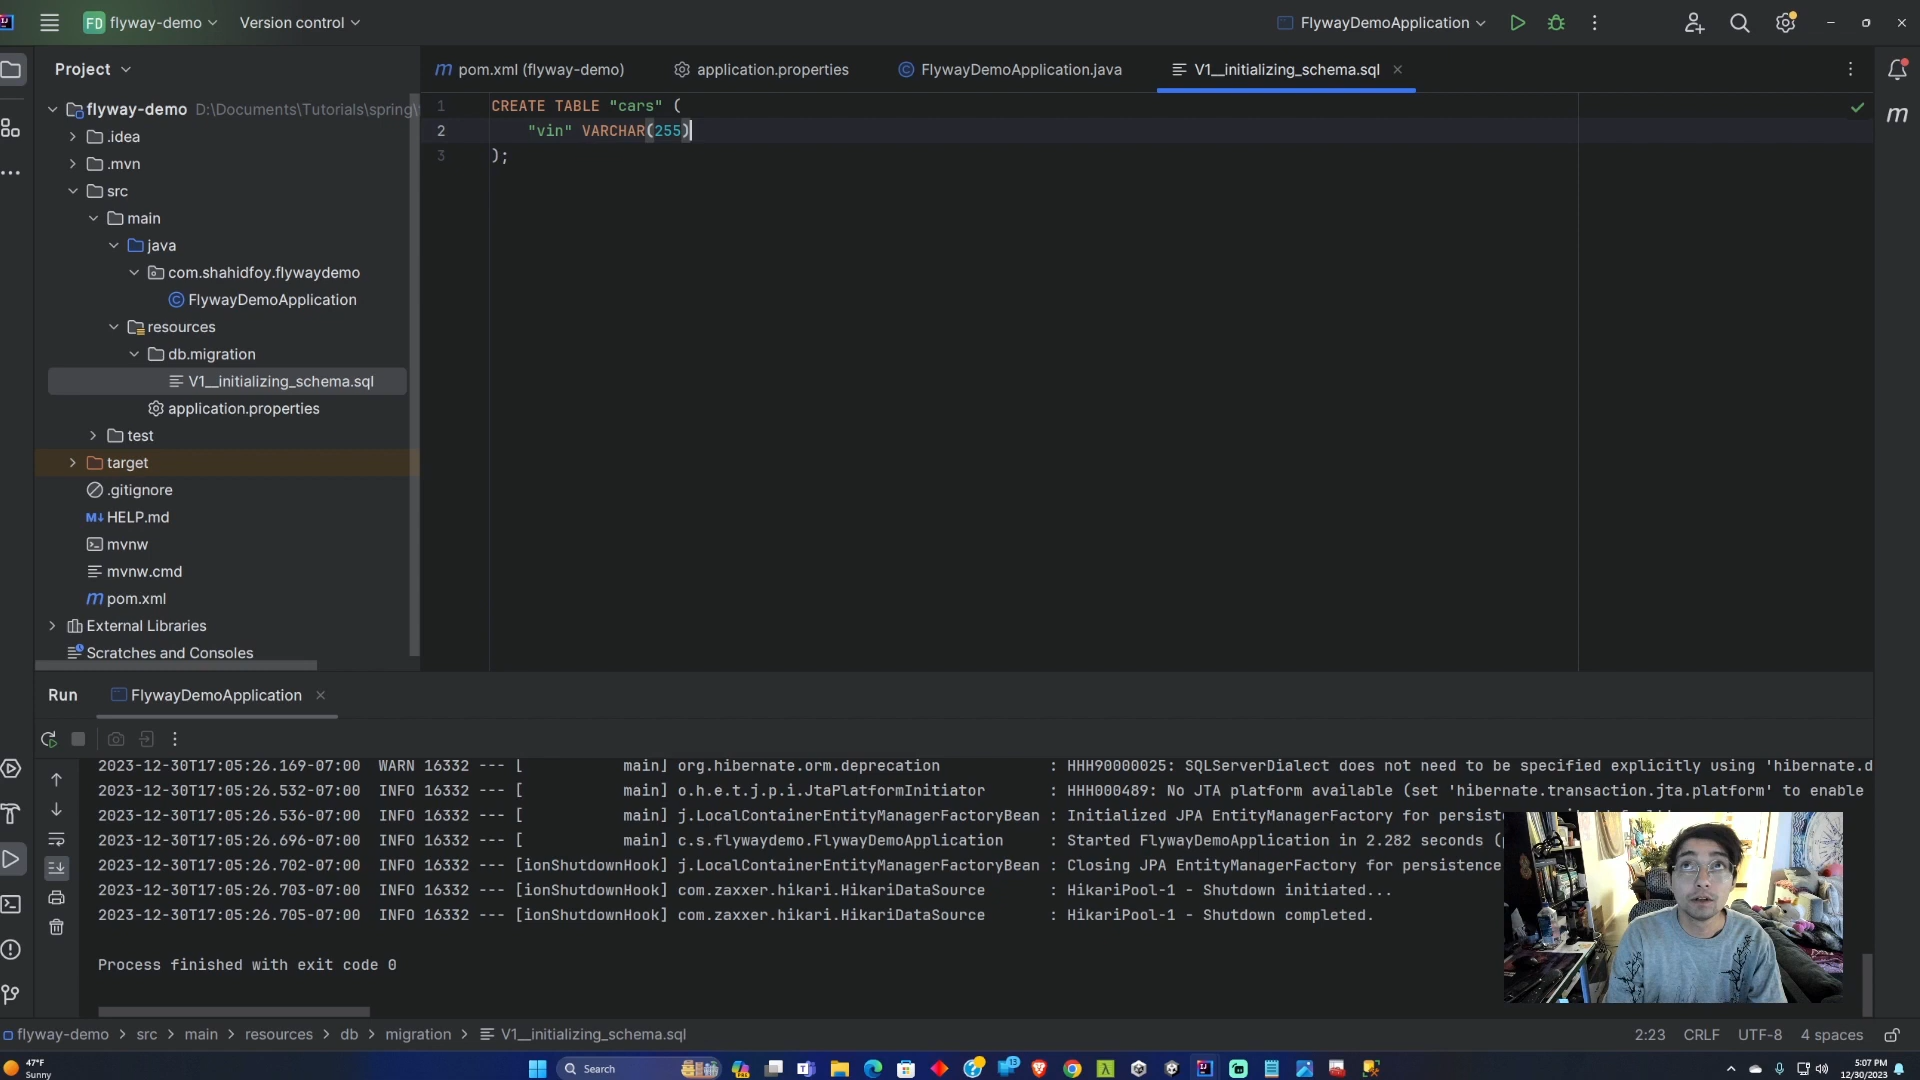 FD flyway-demo Version control FlywayDemoApplication
Project
pom.xml (flyway-demo) application.properties FlywayDemoApplication.java V1__initializing_schema.sql
flyway-demo D:\Documents\Tutorials\spring\
.idea
.mvn
src
main
java
com.shahidfoy.flywaydemo
FlywayDemoApplication
resources
db.migration
V1__initializing_schema.sql
application.properties
test
target
.gitignore
HELP.md
mvnw
mvnw.cmd
pom.xml
External Libraries
Scratches and Consoles
1 CREATE TABLE "cars" (
2 "vin" VARCHAR(255)
3 );
Run FlywayDemoApplication
2023-12-30T17:05:26.169-07:00 WARN 16332 --- [ main] org.hibernate.orm.deprecation : HHH90000025: SQLServerDialect does not need to be specified explicitly using 'hibernate.d
2023-12-30T17:05:26.532-07:00 INFO 16332 --- [ main] o.h.e.t.j.p.i.JtaPlatformInitiator : HHH000489: No JTA platform available (set 'hibernate.transaction.jta.platform' to enable
2023-12-30T17:05:26.536-07:00 INFO 16332 --- [ main] j.LocalContainerEntityManagerFactoryBean : Initialized JPA EntityManagerFactory for
2023-12-30T17:05:26.696-07:00 INFO 16332 --- [ main] c.s.flywaydemo.FlywayDemoApplication : Started FlywayDemoApplication in 2.282 seconds (
2023-12-30T17:05:26.702-07:00 INFO 16332 --- [ionShutdownHook] j.LocalContainerEntityManagerFactoryBean : Closing JPA EntityManagerFactory for persistence
2023-12-30T17:05:26.703-07:00 INFO 16332 --- [ionShutdownHook] com.zaxxer.hikari.HikariDataSource : HikariPool-1 - Shutdown initiated...
2023-12-30T17:05:26.705-07:00 INFO 16332 --- [ionShutdownHook] com.zaxxer.hikari.HikariDataSource : HikariPool-1 - Shutdown completed.
Process finished with exit code 0
flyway-demo > src > main > resources > db > migration > V1__initializing_schema.sql
2:23 CRLF UTF-8 4 spaces
47°F
Sunny
Search
13
5:07 PM
12/30/2023